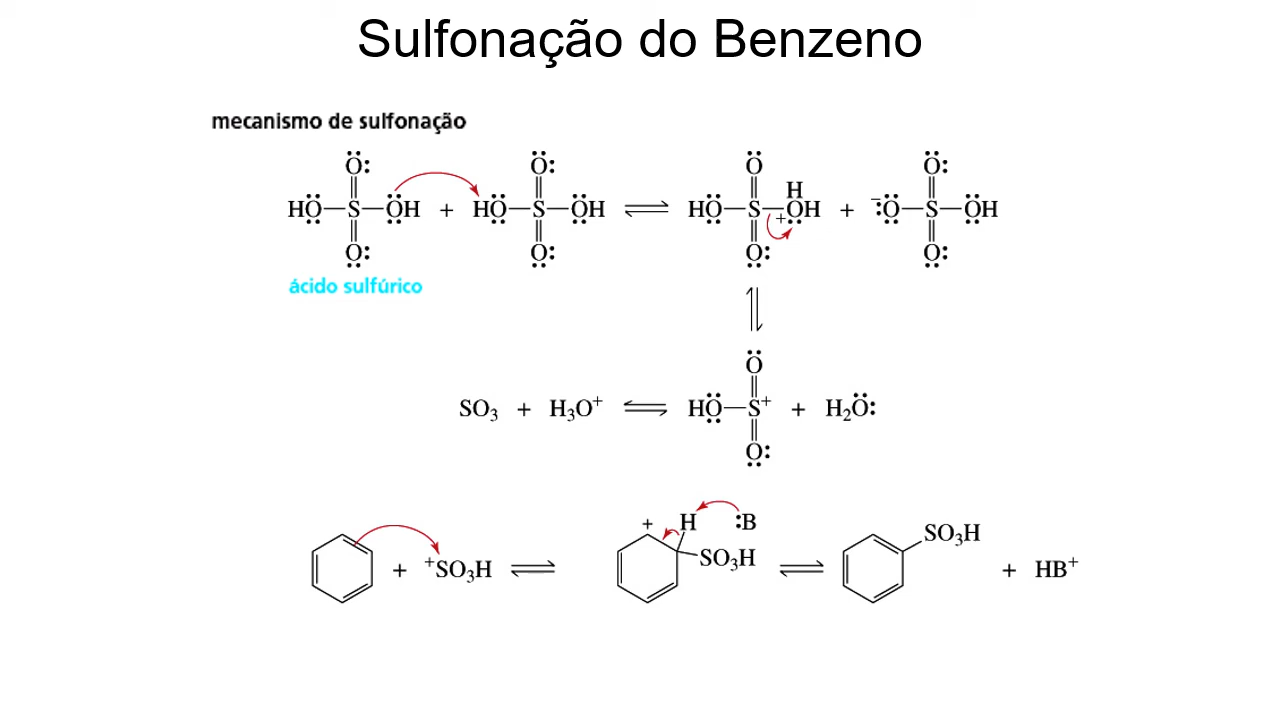 Sulfonação do Benzeno
mecanismo de sulfonação
HO—S—OH + HO—S—OH ⇌ HO—S—OH + ⁻O—S—OH
O O O H O
+
O O O O
ácido sulfúrico
O
SO₃ + H₃O⁺ ⇌ HO—S⁺ + H₂O:
O
+ H :B
SO₃H
+ ⁺SO₃H ⇌ SO₃H ⇌ + HB⁺